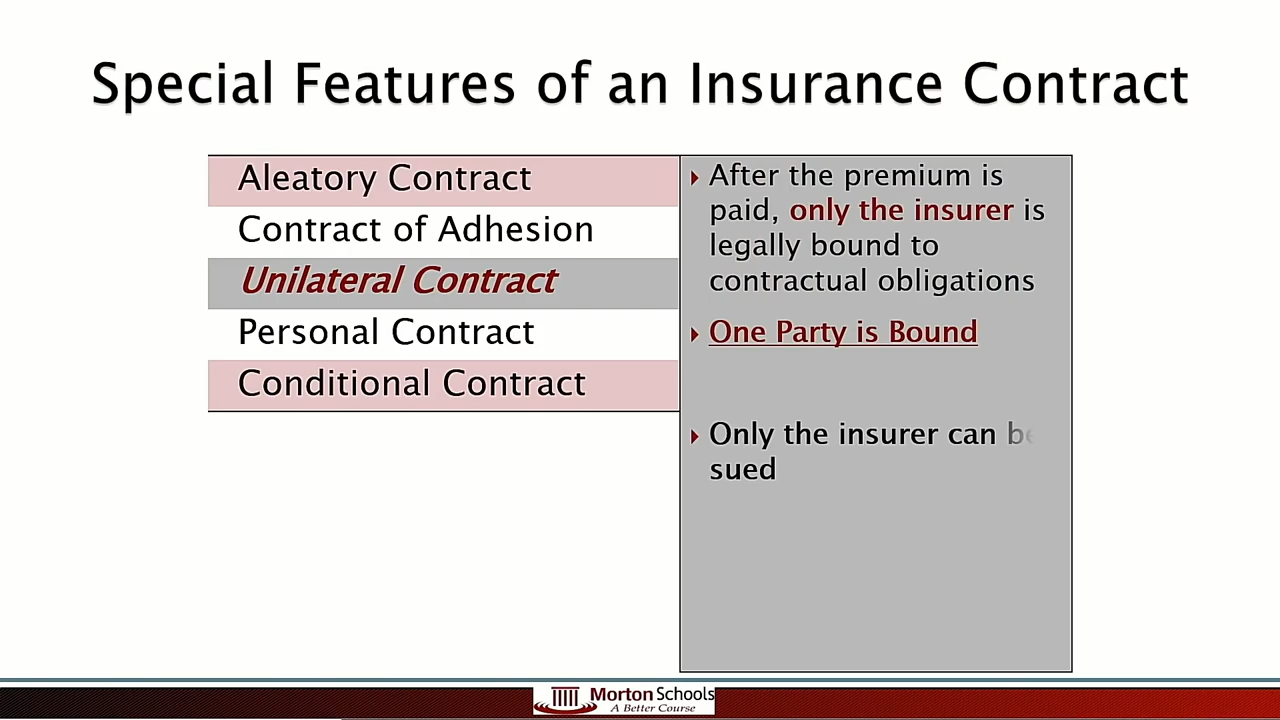 Special Features of an Insurance Contract
Aleatory Contract
Contract of Adhesion
Unilateral Contract
Personal Contract
Conditional Contract
After the premium is
paid, only the insurer is
legally bound to
contractual obligations
One Party is Bound
Only the insurer can be
sued
Morton Schools
A Better Course